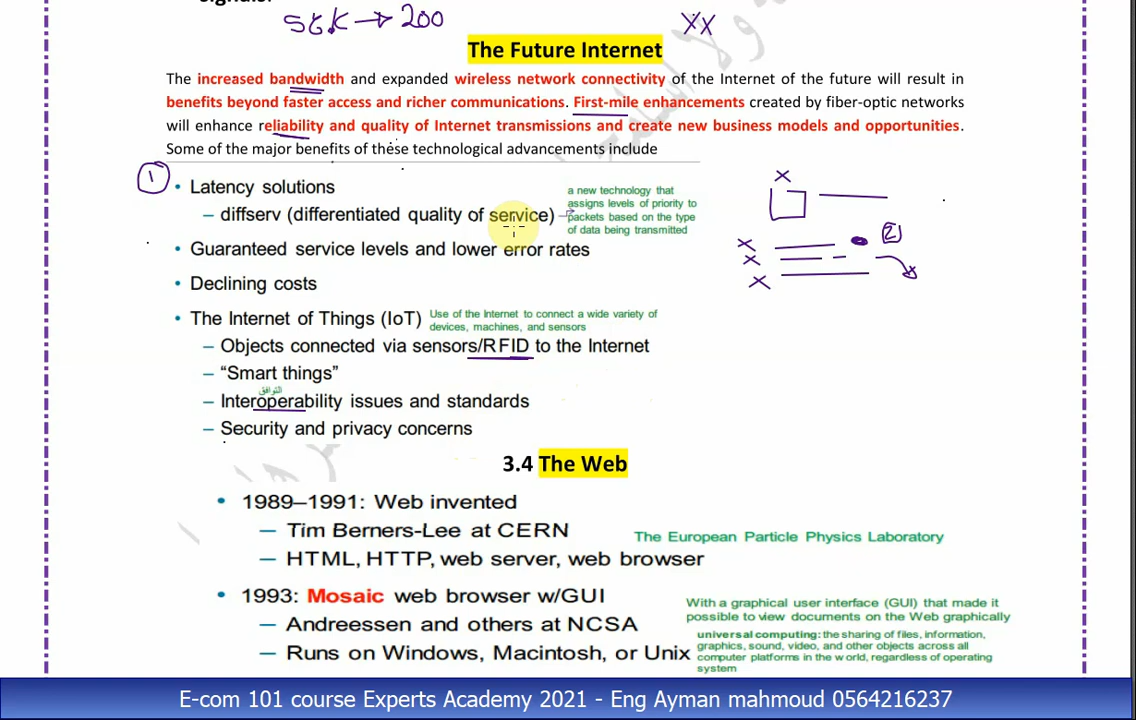 signals.
5GK → 200
XX
The Future Internet
The increased bandwidth and expanded wireless network connectivity of the Internet of the future will result in
benefits beyond faster access and richer communications. First-mile enhancements created by fiber-optic networks
will enhance reliability and quality of Internet transmissions and create new business models and opportunities.
Some of the major benefits of these technological advancements include
1
• Latency solutions
– diffserv (differentiated quality of service)
a new technology that
assigns levels of priority to
packets based on the type
of data being transmitted
x
x
x
x
2
• Guaranteed service levels and lower error rates
• Declining costs
• The Internet of Things (IoT)
Use of the Internet to connect a wide variety of
devices, machines, and sensors
– Objects connected via sensors/RFID to the Internet
– “Smart things”
التوافق
– Interoperability issues and standards
– Security and privacy concerns
3.4 The Web
• 1989–1991: Web invented
– Tim Berners-Lee at CERN
The European Particle Physics Laboratory
– HTML, HTTP, web server, web browser
• 1993: Mosaic web browser w/GUI
With a graphical user interface (GUI) that made it
possible to view documents on the Web graphically
– Andreessen and others at NCSA
– Runs on Windows, Macintosh, or Unix
universal computing: the sharing of files, information,
graphics, sound, video, and other objects across all
computer platforms in the world, regardless of operating
system
E-com 101 course Experts Academy 2021 - Eng Ayman mahmoud 0564216237